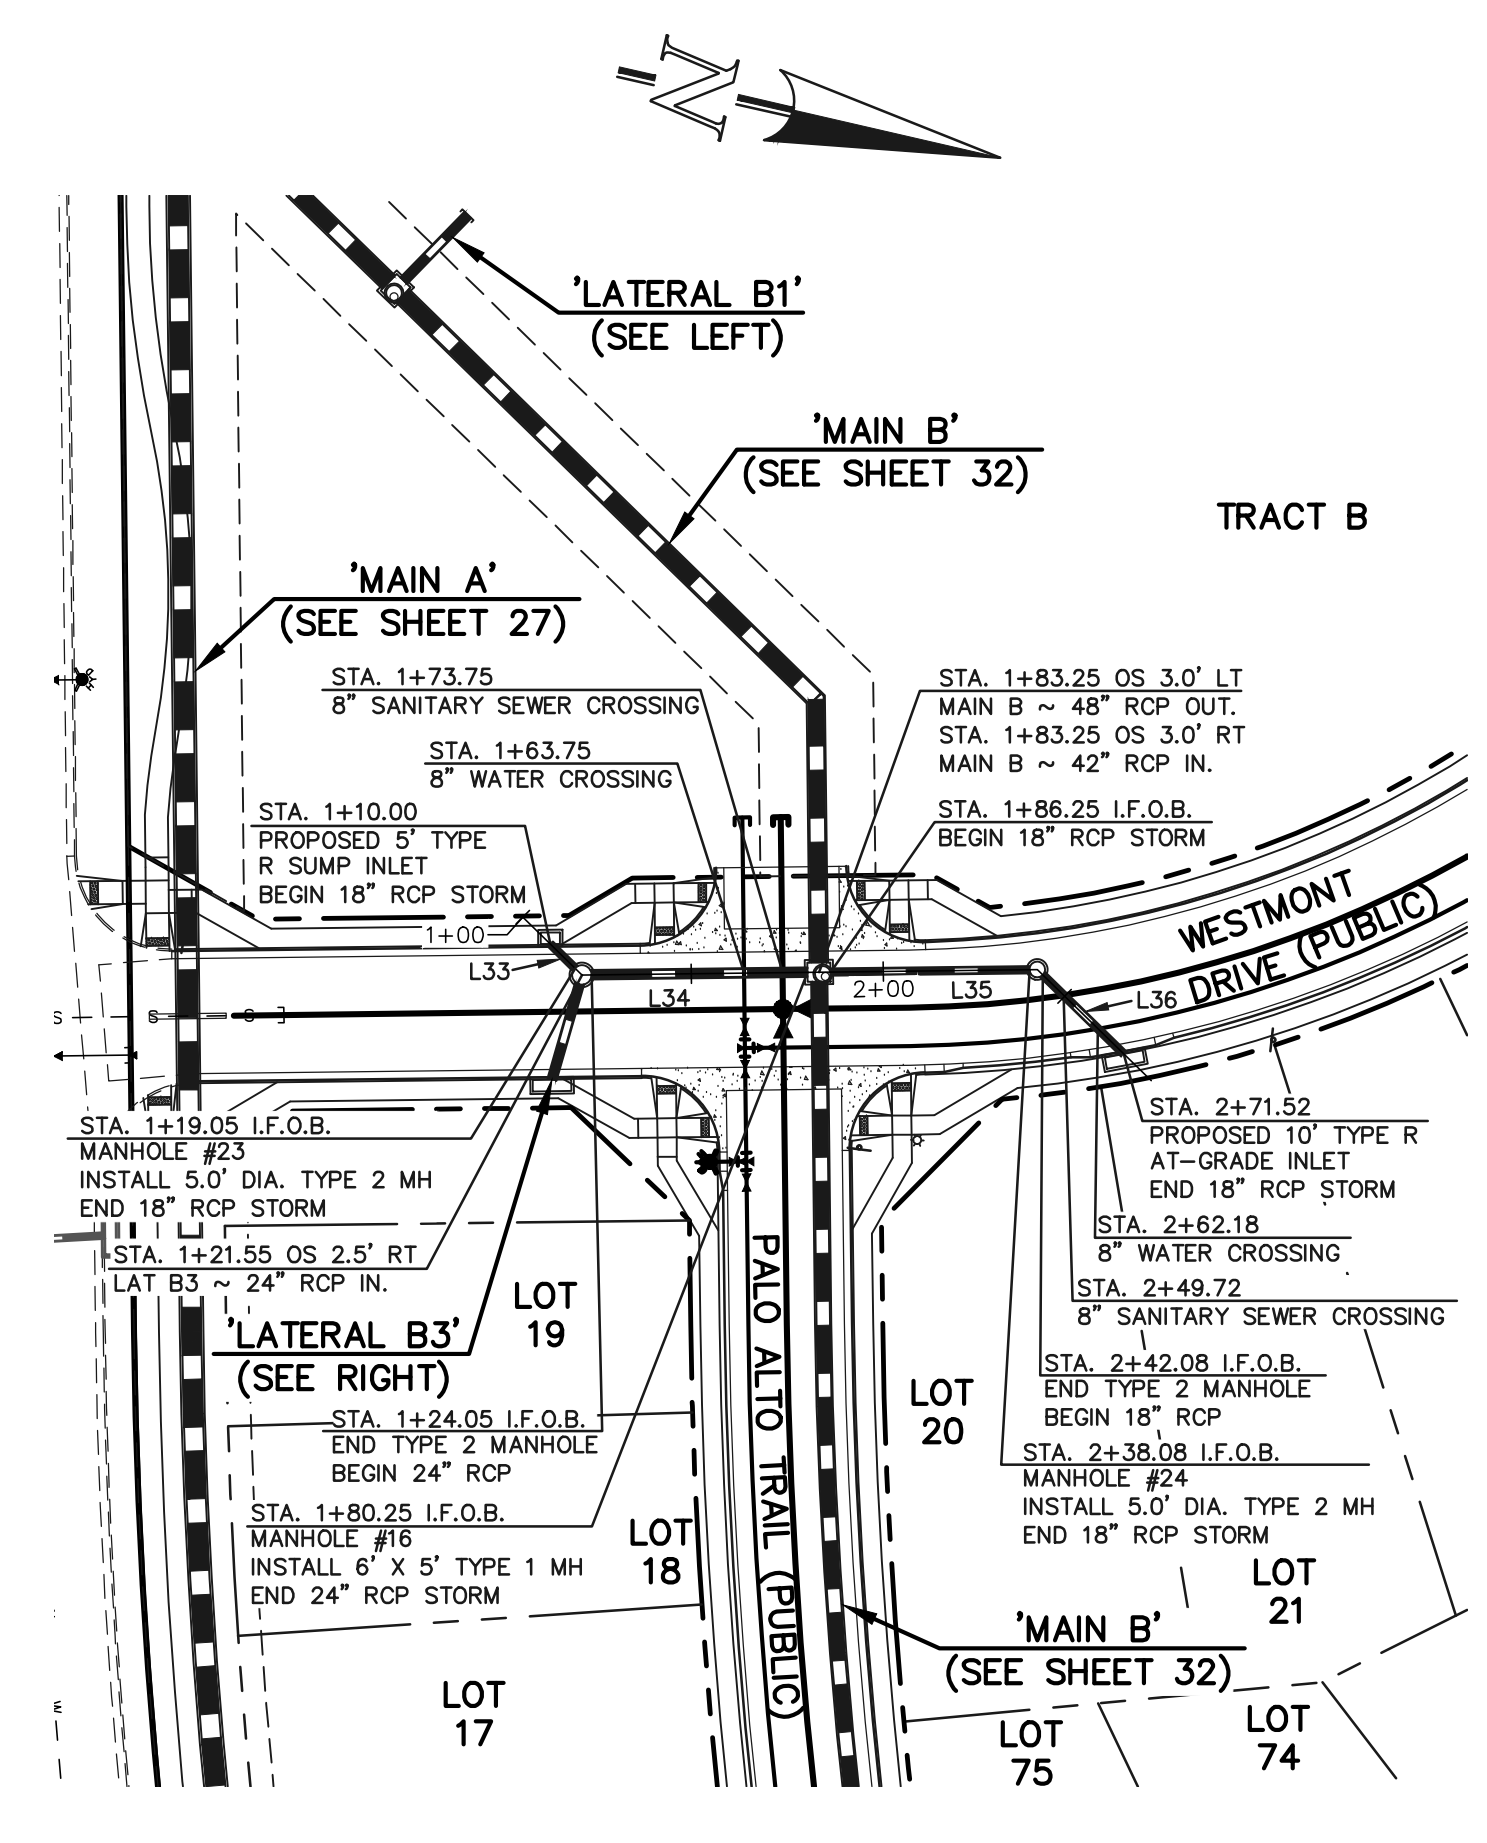 N
'LATERAL B1'
(SEE LEFT)
'MAIN B'
(SEE SHEET 32)
TRACT B
'MAIN A'
(SEE SHEET 27)
STA. 1+73.75
8" SANITARY SEWER CROSSING
STA. 1+63.75
8" WATER CROSSING
STA. 1+10.00
PROPOSED 5' TYPE
R SUMP INLET
BEGIN 18" RCP STORM
STA. 1+83.25 OS 3.0' LT
MAIN B ~ 48" RCP OUT.
STA. 1+83.25 OS 3.0' RT
MAIN B ~ 42" RCP IN.
STA. 1+86.25 I.F.O.B.
BEGIN 18" RCP STORM
1+00
L33
L34
2+00
L35
L36
WESTMONT
DRIVE (PUBLIC)
S
S
S
STA. 1+19.05 I.F.O.B.
MANHOLE #23
INSTALL 5.0' DIA. TYPE 2 MH
END 18" RCP STORM
STA. 1+21.55 OS 2.5' RT
LAT B3 ~ 24" RCP IN.
'LATERAL B3'
(SEE RIGHT)
STA. 1+24.05 I.F.O.B.
END TYPE 2 MANHOLE
BEGIN 24" RCP
STA. 1+80.25 I.F.O.B.
MANHOLE #16
INSTALL 6' X 5' TYPE 1 MH
END 24" RCP STORM
LOT
19
LOT
18
LOT
17
PALO ALTO TRAIL (PUBLIC)
STA. 2+71.52
PROPOSED 10' TYPE R
AT-GRADE INLET
END 18" RCP STORM
STA. 2+62.18
8" WATER CROSSING
STA. 2+49.72
8" SANITARY SEWER CROSSING
STA. 2+42.08 I.F.O.B.
END TYPE 2 MANHOLE
BEGIN 18" RCP
STA. 2+38.08 I.F.O.B.
MANHOLE #24
INSTALL 5.0' DIA. TYPE 2 MH
END 18" RCP STORM
LOT
20
LOT
21
'MAIN B'
(SEE SHEET 32)
LOT
75
LOT
74
W